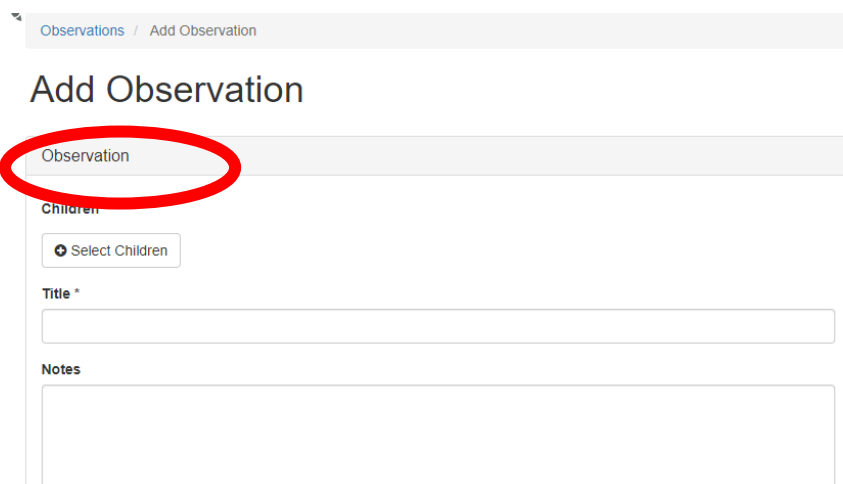 Observations / Add Observation
Add Observation
Observation
Children
Select Children
Title *
Notes